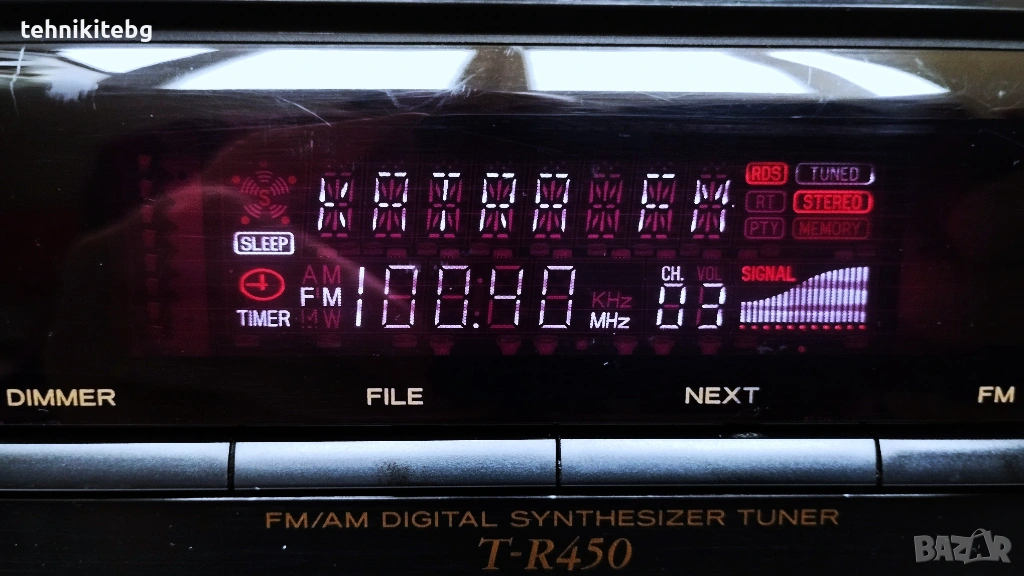 tehnikitebg
KATRA FM
RDS TUNED
RT STEREO
PTY MEMORY
S
SLEEP
TIMER
AM
FM 100.40 KHz
MW MHz
CH. VOL
03
SIGNAL
DIMMER FILE NEXT FM
FM/AM DIGITAL SYNTHESIZER TUNER
T-R450
BAZAR